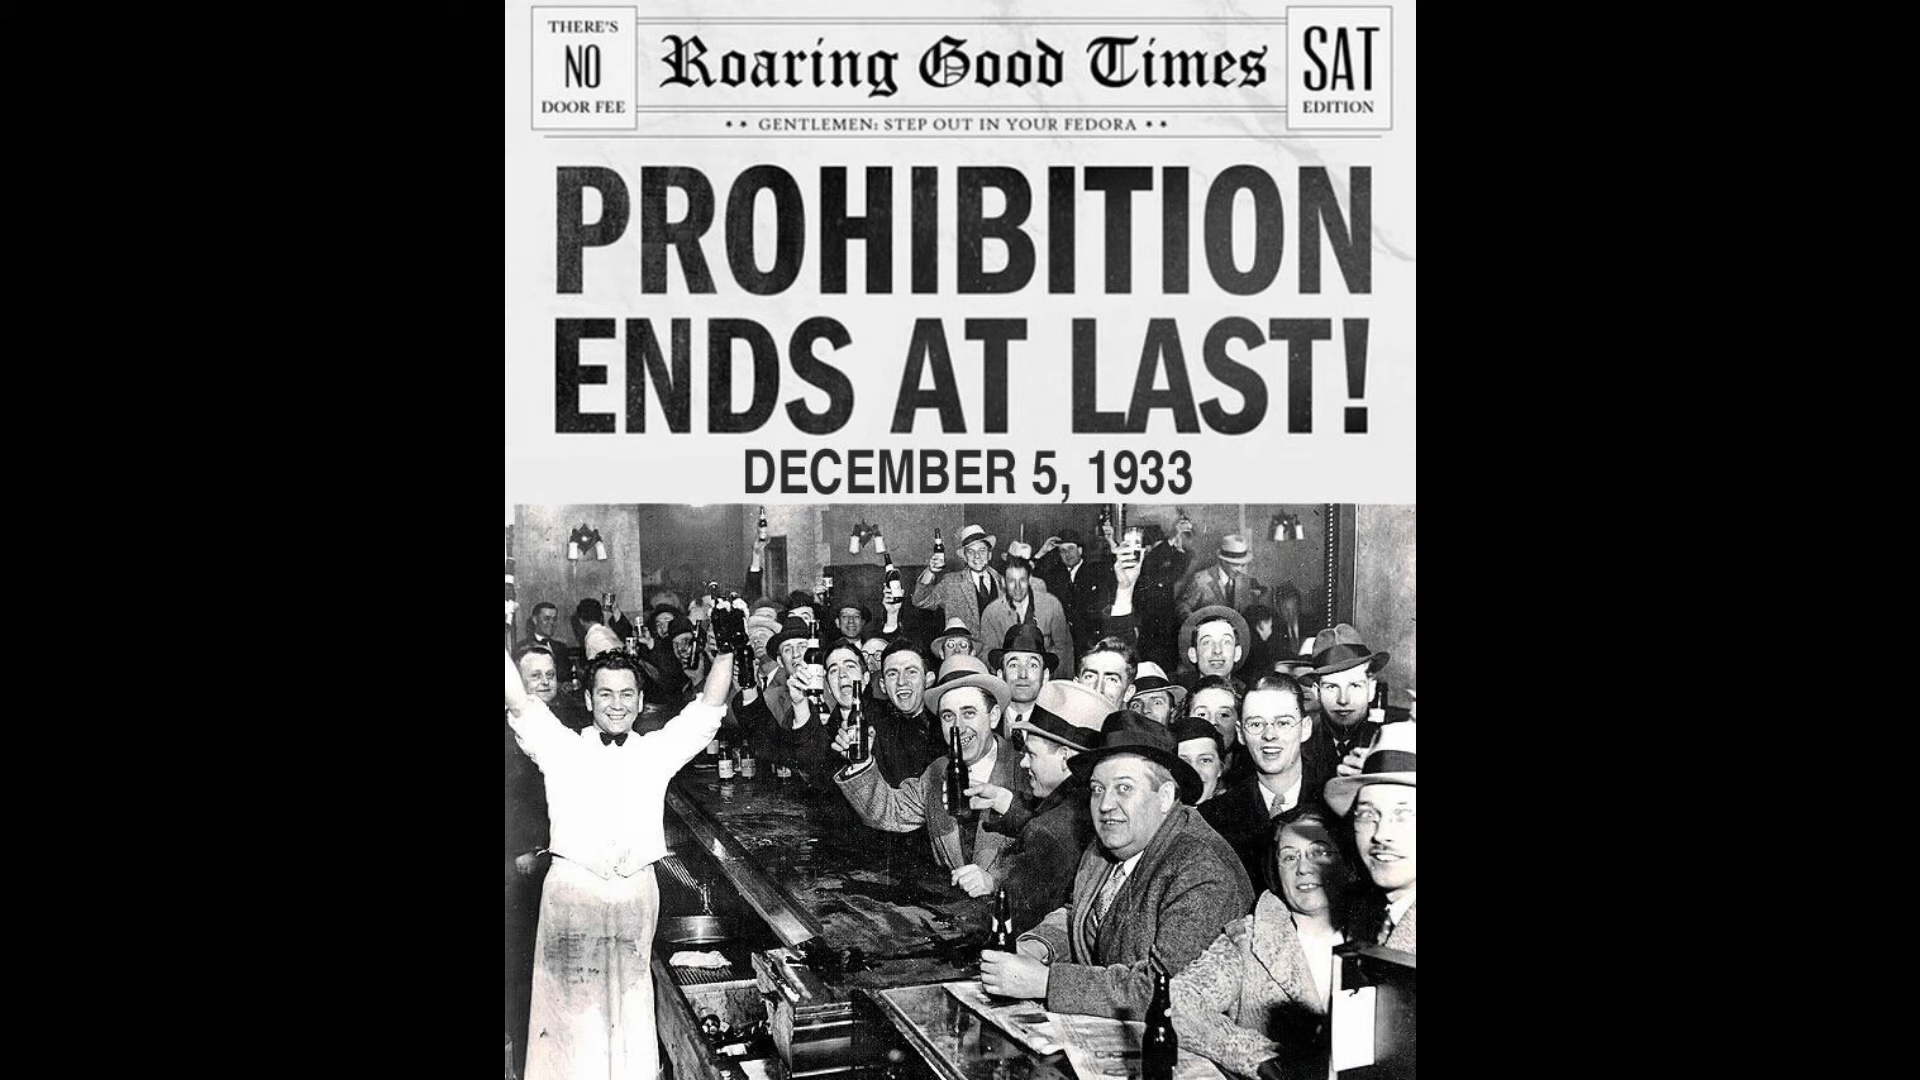 THERE'S
NO
DOOR FEE
Roaring Good Times
SAT
EDITION
GENTLEMEN: STEP OUT IN YOUR FEDORA
PROHIBITION
ENDS AT LAST!
DECEMBER 5, 1933